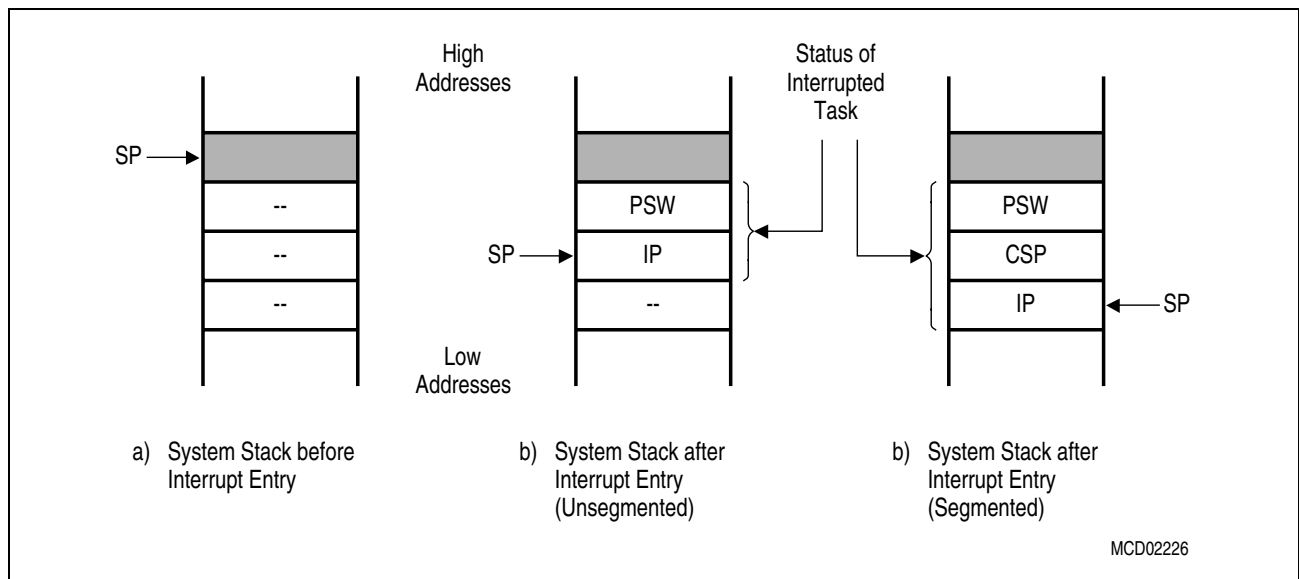 High
Addresses
Status of
Interrupted
Task
SP
--
--
--
SP
PSW
IP
--
PSW
CSP
IP
SP
Low
Addresses
a) System Stack before
Interrupt Entry
b) System Stack after
Interrupt Entry
(Unsegmented)
b) System Stack after
Interrupt Entry
(Segmented)
MCD02226